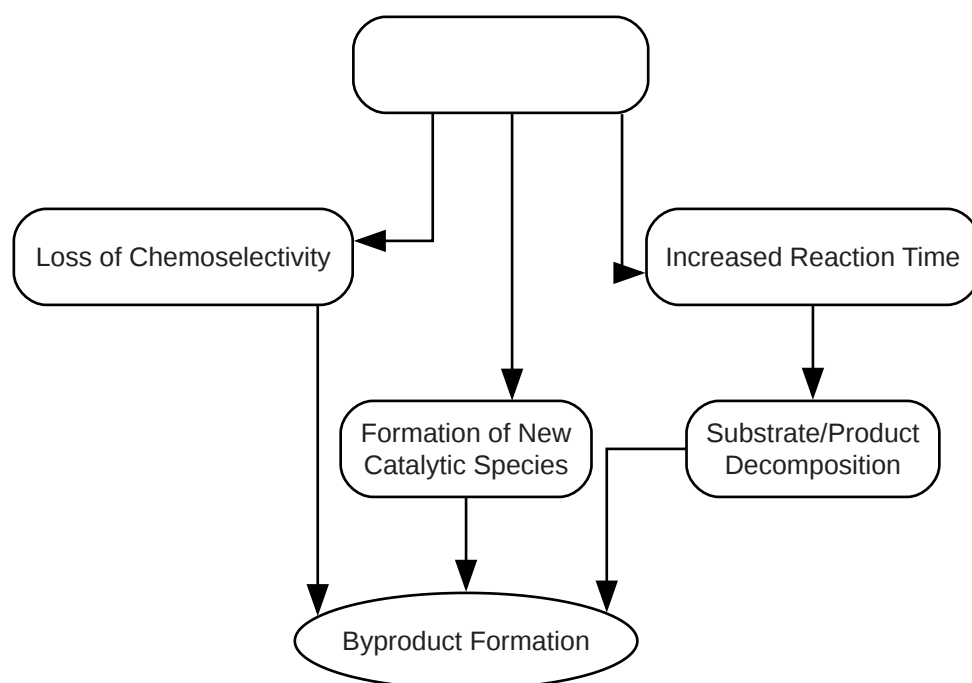 Loss of Chemoselectivity
Increased Reaction Time
Formation of New
Catalytic Species
Substrate/Product
Decomposition
Byproduct Formation